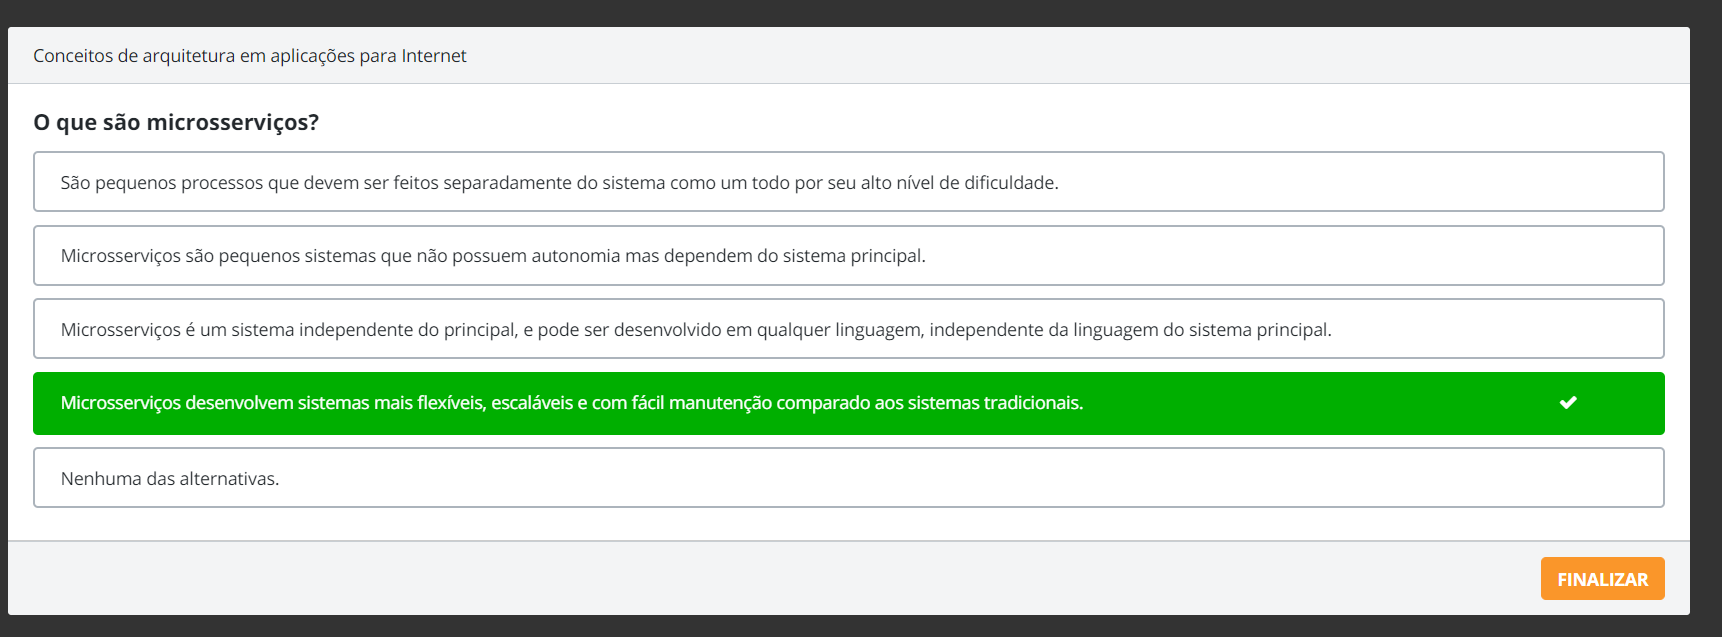 Conceitos de arquitetura em aplicações para Internet
O que são microsserviços?
São pequenos processos que devem ser feitos separadamente do sistema como um todo por seu alto nível de dificuldade.
Microsserviços são pequenos sistemas que não possuem autonomia mas dependem do sistema principal.
Microsserviços é um sistema independente do principal, e pode ser desenvolvido em qualquer linguagem, independente da linguagem do sistema principal.
Microsserviços desenvolvem sistemas mais flexíveis, escaláveis e com fácil manutenção comparado aos sistemas tradicionais.
Nenhuma das alternativas.
FINALIZAR